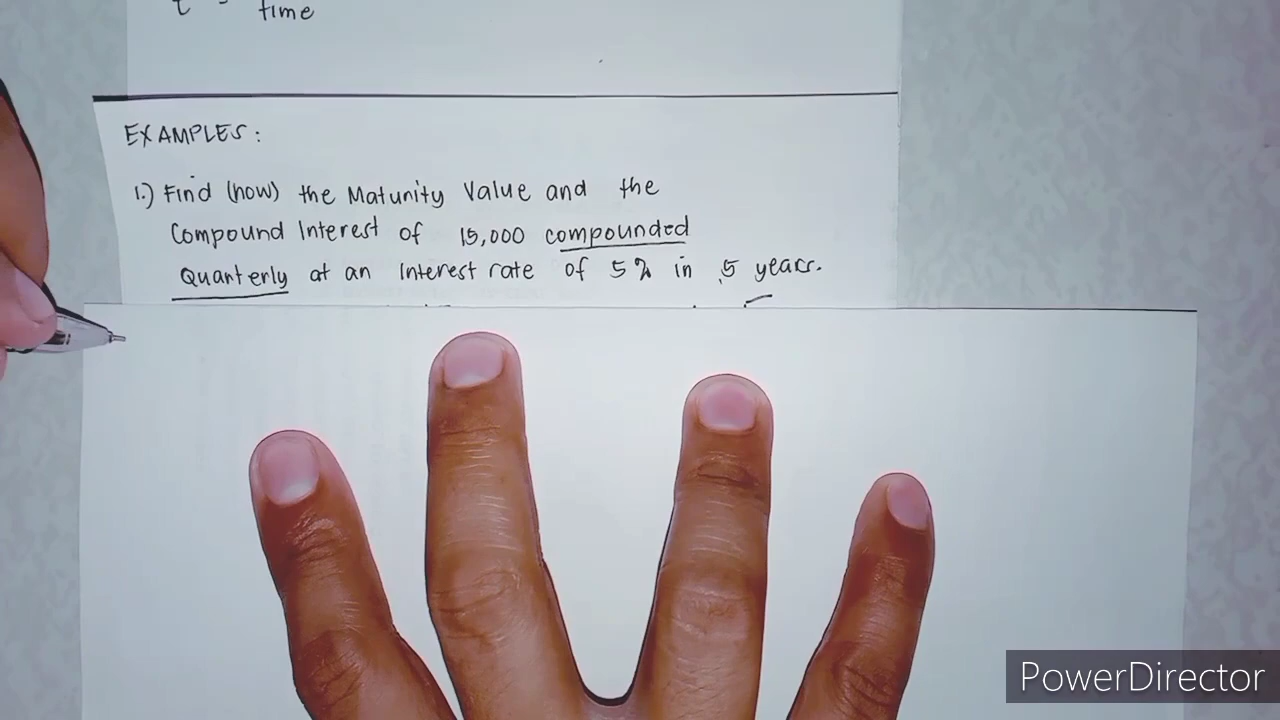 t = time
EXAMPLES:
1.) Find (how) the Maturity Value and the
Compound Interest of 15,000 compounded
Quarterly at an Interest rate of 5% in 5 years.
PowerDirector